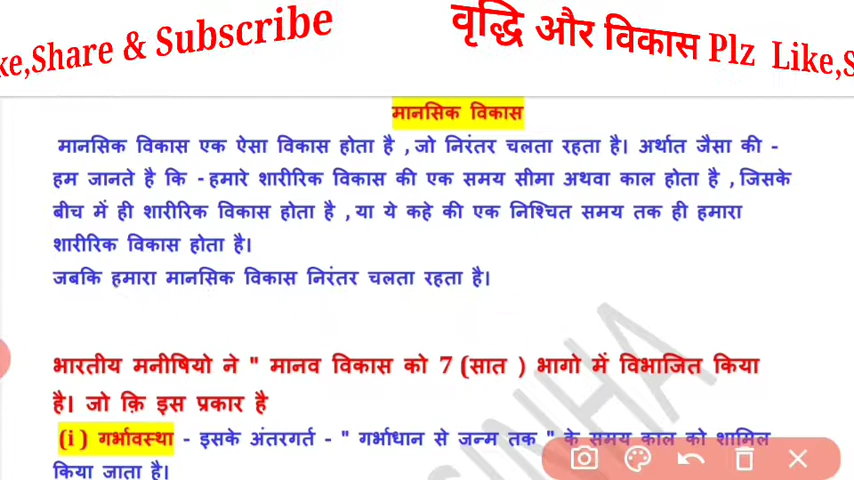 ke,Share & Subscribe वृद्धि और विकास Plz Like,S
मानसिक विकास
मानसिक विकास एक ऐसा विकास होता है ,जो निरंतर चलता रहता है। अर्थात जैसा की -
हम जानते है कि -हमारे शारीरिक विकास की एक समय सीमा अथवा काल होता है ,जिसके
बीच में ही शारीरिक विकास होता है ,या ये कहे की एक निश्चित समय तक ही हमारा
शारीरिक विकास होता है।
जबकि हमारा मानसिक विकास निरंतर चलता रहता है।
भारतीय मनीषियो ने " मानव विकास को 7 (सात ) भागो में विभाजित किया
है। जो क़ि इस प्रकार है
(i ) गर्भावस्था - इसके अंतरगर्त - " गर्भाधान से जन्म तक " के समय काल को शामिल
किया जाता है।
SINHA